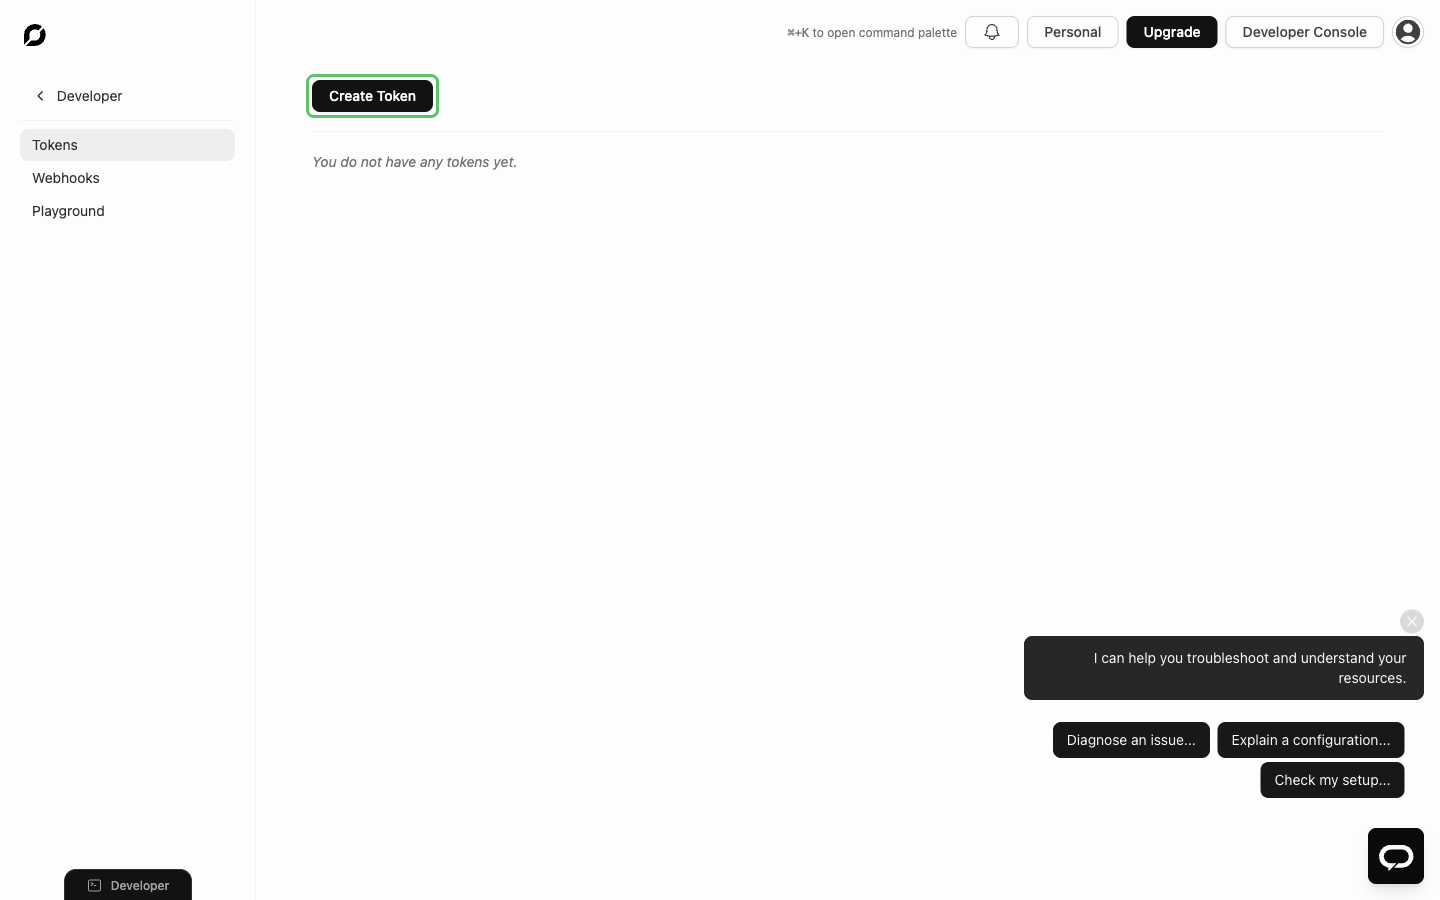 ⌘+K to open command palette
Personal
Upgrade
Developer Console
Developer
Create Token
Tokens
You do not have any tokens yet.
Webhooks
Playground
I can help you troubleshoot and understand your
resources.
Diagnose an issue...
Explain a configuration...
Check my setup...
Developer